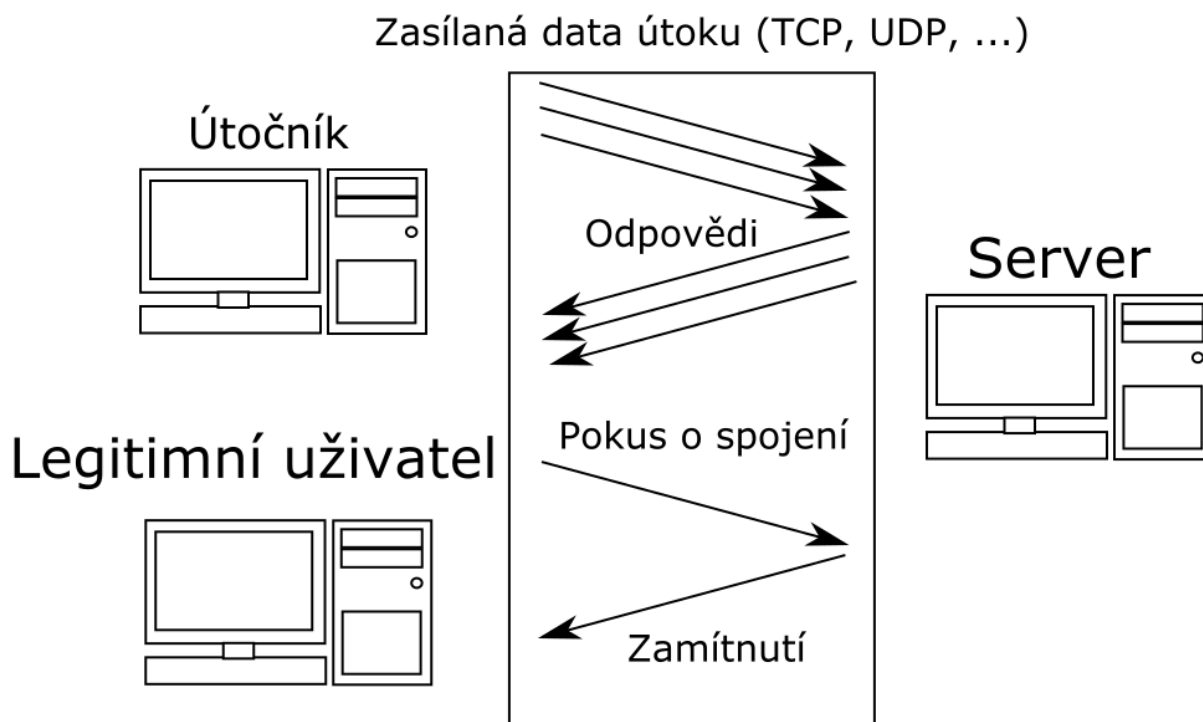 Zasílaná data útoku (TCP, UDP, ...)
Útočník
Odpovědi
Server
Pokus o spojení
Legitimní uživatel
Zamítnutí